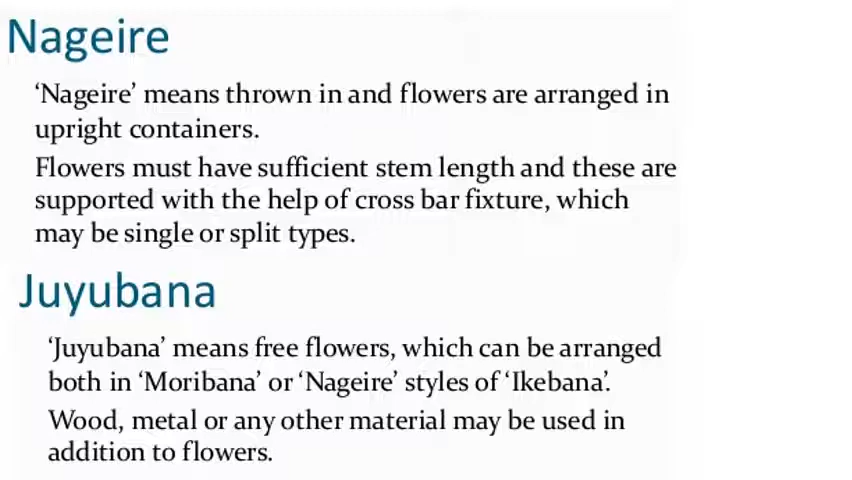 Nageire
‘Nageire’ means thrown in and flowers are arranged in
upright containers.
Flowers must have sufficient stem length and these are
supported with the help of cross bar fixture, which
may be single or split types.
Juyubana
‘Juyubana’ means free flowers, which can be arranged
both in ‘Moribana’ or ‘Nageire’ styles of ‘Ikebana’.
Wood, metal or any other material may be used in
addition to flowers.